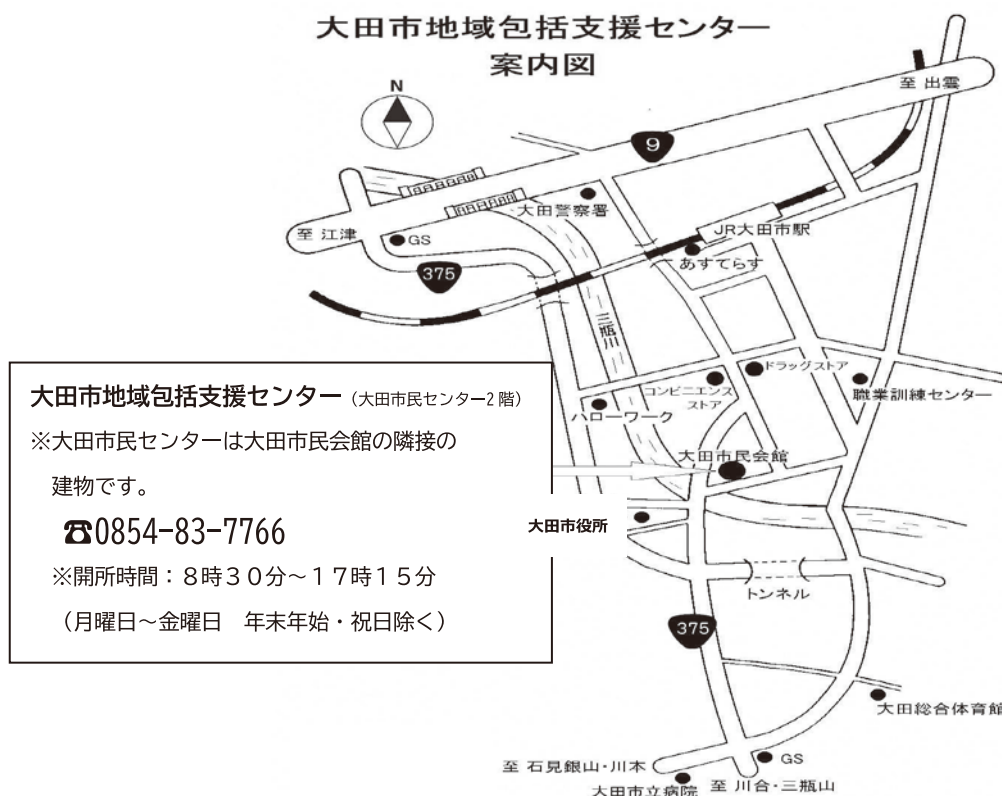 大田市地域包括支援センター
案内図
N
至 出雲
9
大田警察署
JR大田市駅
至 江津
GS
あすてらす
375
三瓶川
ドラッグストア
コンビニエンス
ストア
職業訓練センター
ハローワーク
大田市民会館
大田市地域包括支援センター（大田市民センター2階）
※大田市民センターは大田市民会館の隣接の
建物です。
☎0854-83-7766
※開所時間：８時３０分～１７時１５分
（月曜日～金曜日　年末年始・祝日除く）
大田市役所
トンネル
375
大田総合体育館
GS
至 石見銀山・川本
至 川合・三瓶山
大田市立病院